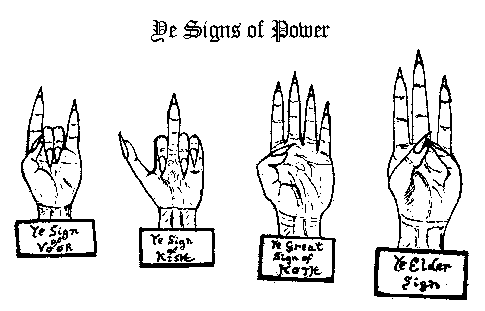 Ye Signs of Power
Ye Sign
of
VOOR
Ye Sign
of
KISH
Ye Great
Sign of
KOTH
Ye Elder
Sign